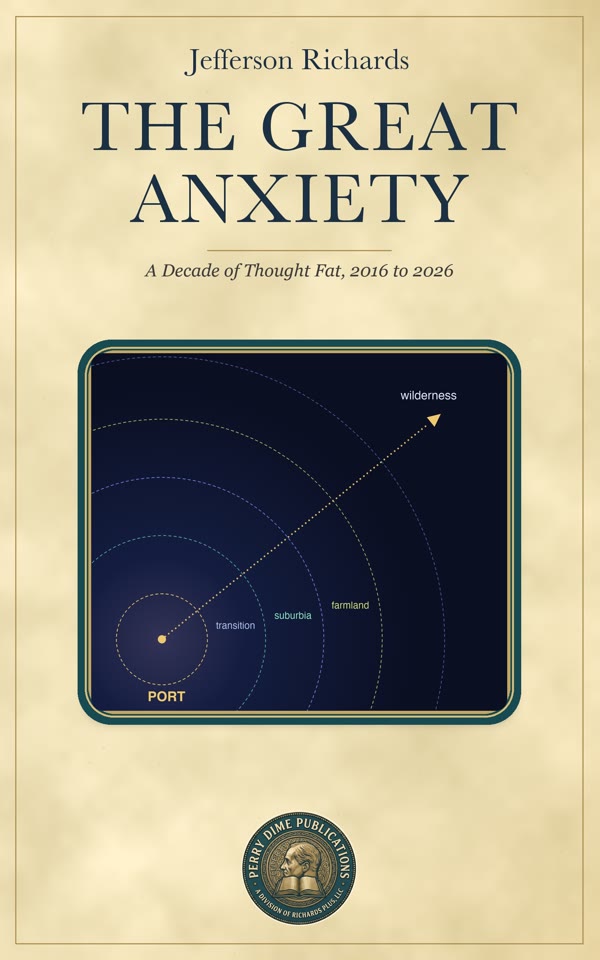 Jefferson Richards
THE GREAT
ANXIETY
A Decade of Thought Fat, 2016 to 2026
wilderness
farmland
suburbia
transition
PORT
PERRY DIME PUBLICATIONS
· A DIVISION OF RICHARDS PLUS, LLC ·